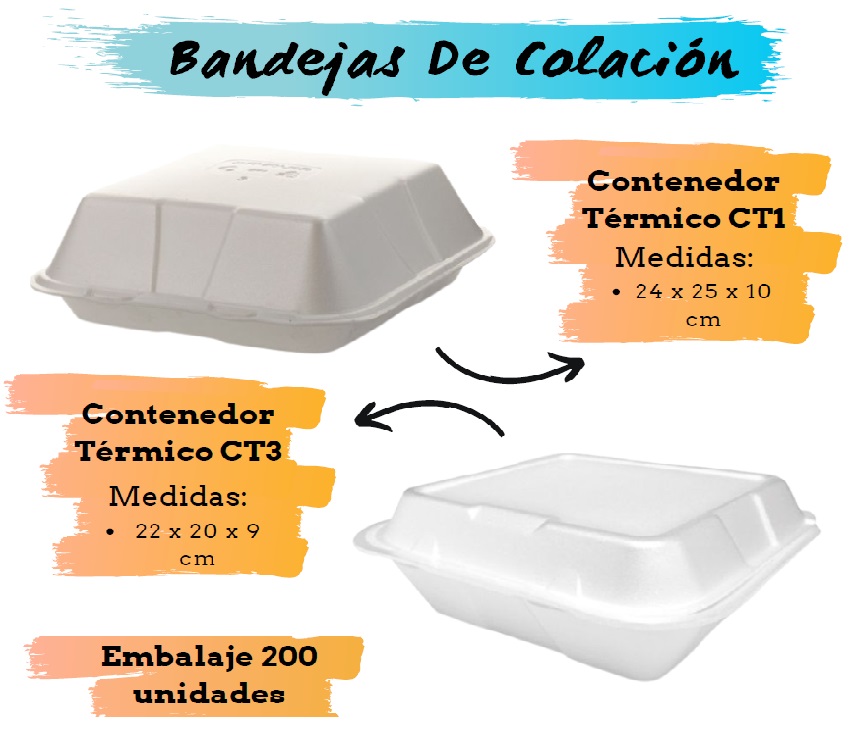 Bandejas De Colación
Contenedor
Térmico CT1
Medidas:
• 24 x 25 x 10
cm
Contenedor
Térmico CT3
Medidas:
• 22 x 20 x 9
cm
Embalaje 200
unidades